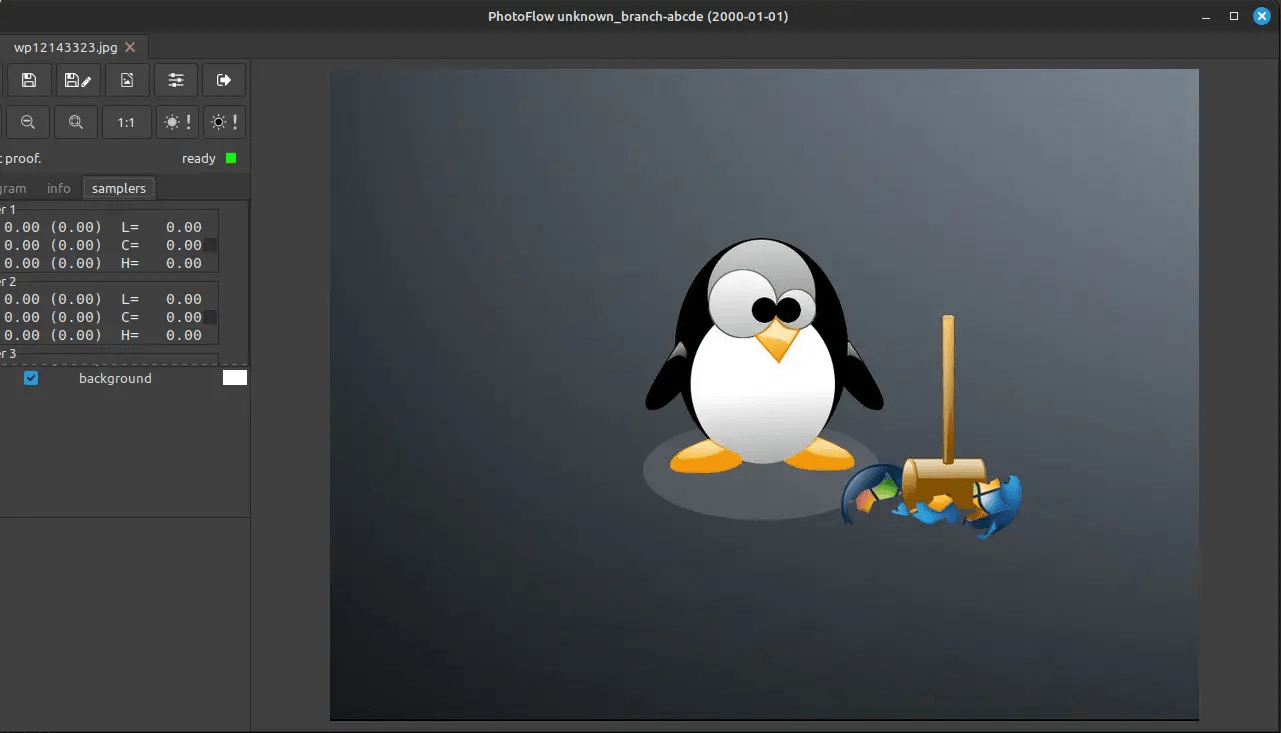 PhotoFlow unknown_branch-abcde (2000-01-01)
wp12143323.jpg
1:1 ! !
t proof. ready
gram info samplers
er 1
0.00 (0.00) L= 0.00
0.00 (0.00) C= 0.00
0.00 (0.00) H= 0.00
er 2
0.00 (0.00) L= 0.00
0.00 (0.00) C= 0.00
0.00 (0.00) H= 0.00
er 3
background